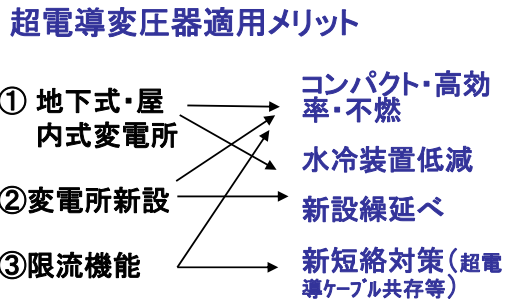 超電導変圧器適用メリット
① 地下式・屋
内式変電所
②変電所新設
③限流機能
コンパクト・高効
率・不燃
水冷装置低減
新設繰延べ
新短絡対策（超電
導ｹｰﾌﾞﾙ共存等）